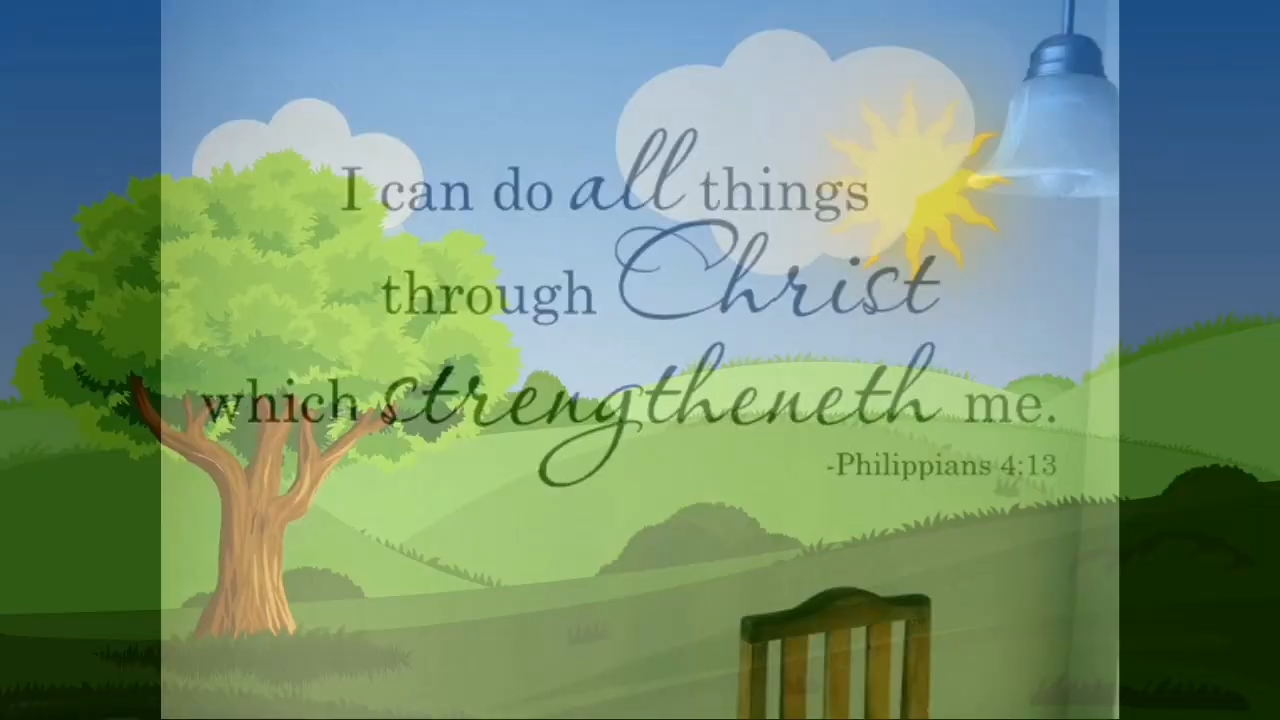 I can do all things
through Christ
which strengtheneth me.
-Philippians 4:13